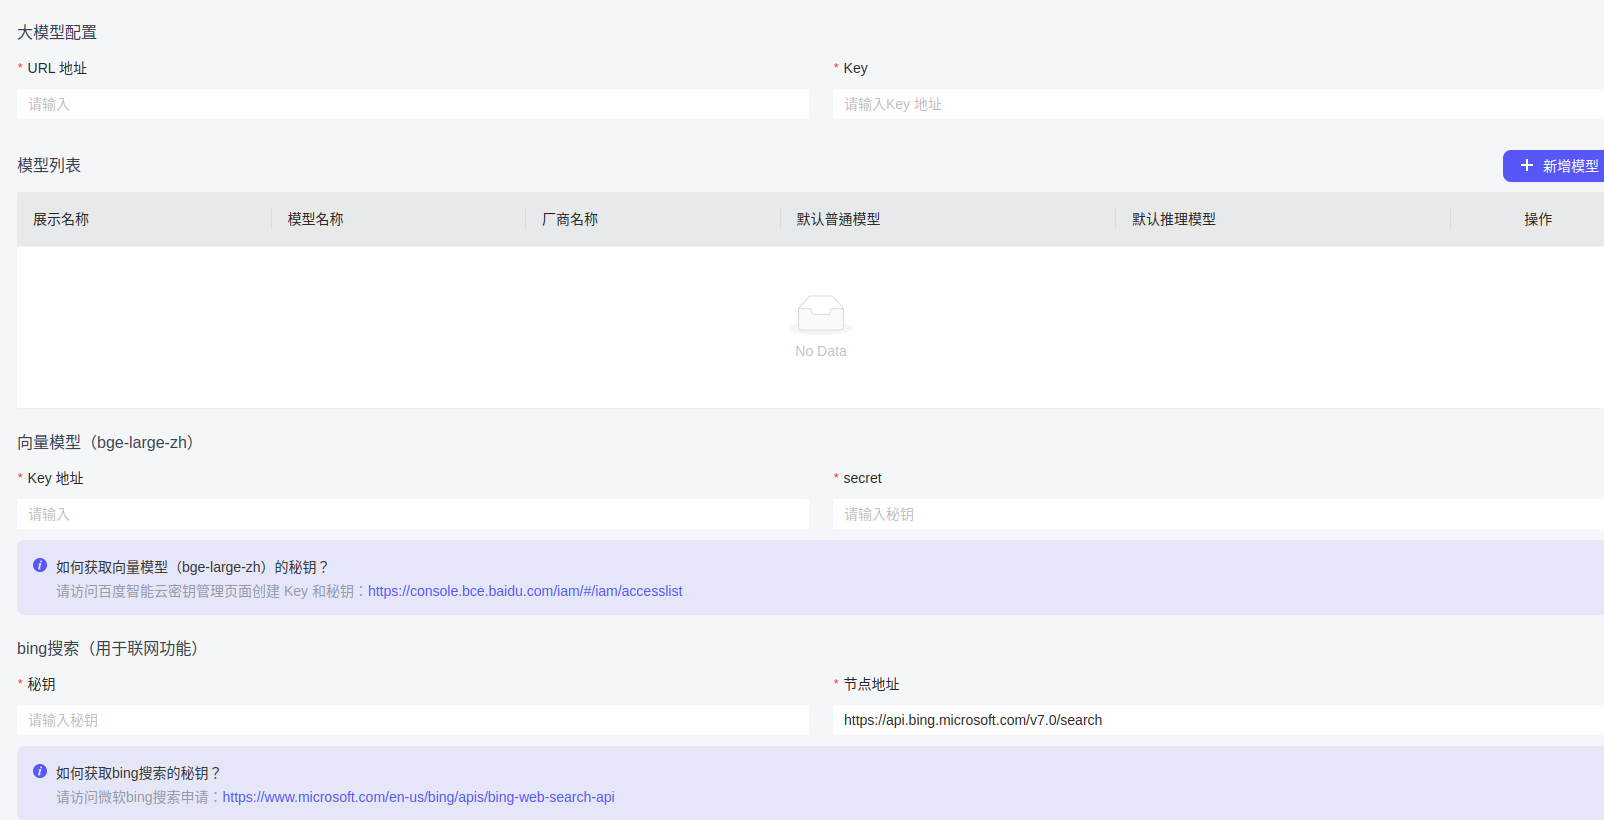 大模型配置
* URL 地址
* Key
请输入
请输入Key 地址
模型列表
新增模型
展示名称
模型名称
厂商名称
默认普通模型
默认推理模型
操作
No Data
向量模型（bge-large-zh）
* Key 地址
* secret
请输入
请输入秘钥
如何获取向量模型（bge-large-zh）的秘钥？
请访问百度智能云密钥管理页面创建 Key 和秘钥：https://console.bce.baidu.com/iam/#/iam/accesslist
bing搜索（用于联网功能）
* 秘钥
* 节点地址
请输入秘钥
https://api.bing.microsoft.com/v7.0/search
如何获取bing搜索的秘钥？
请访问微软bing搜索申请：https://www.microsoft.com/en-us/bing/apis/bing-web-search-api